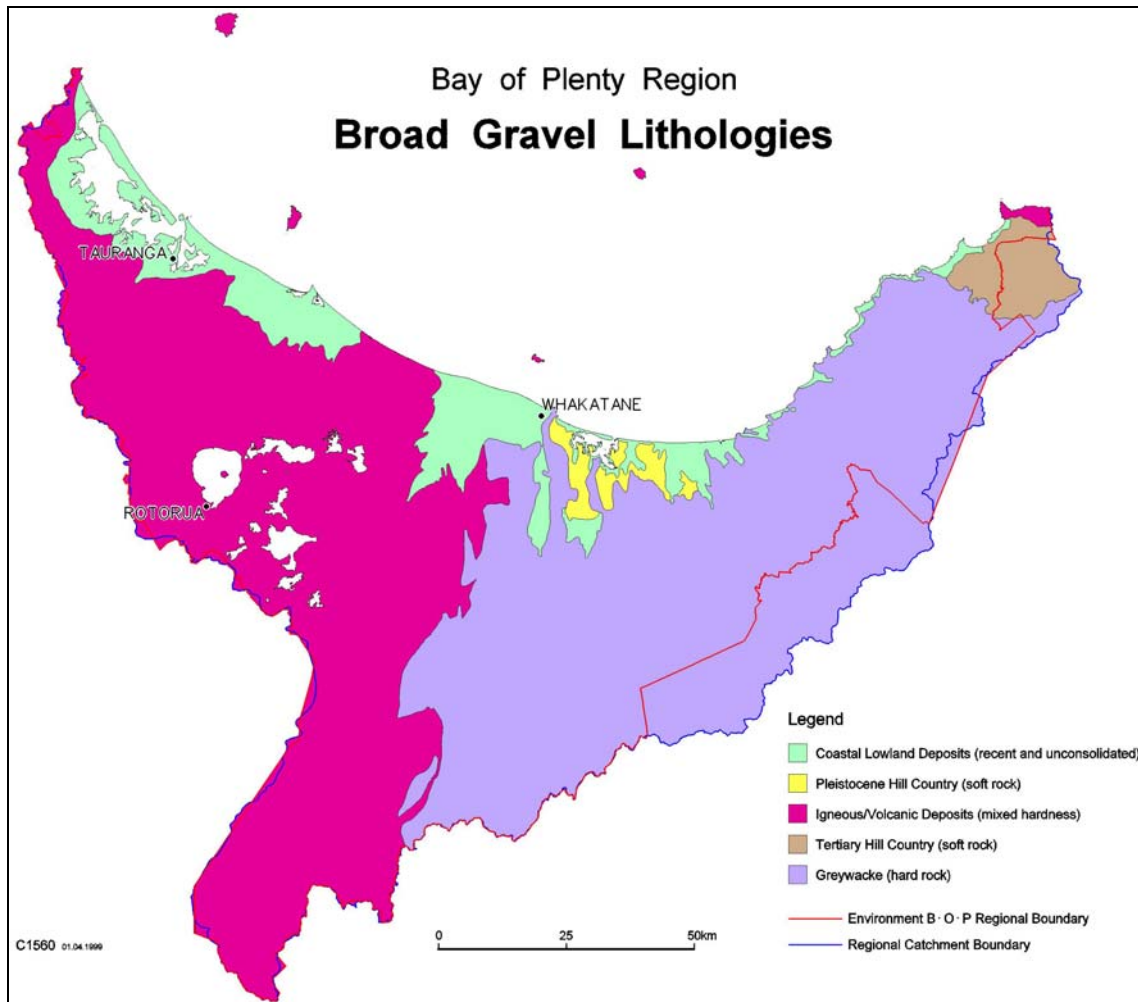 Bay of Plenty Region
Broad Gravel Lithologies
TAURANGA
WHAKATANE
ROTORUA
Legend
Coastal Lowland Deposits (recent and unconsolidated)
Pleistocene Hill Country (soft rock)
Igneous/Volcanic Deposits (mixed hardness)
Tertiary Hill Country (soft rock)
Greywacke (hard rock)
Environment B·O·P Regional Boundary
Regional Catchment Boundary
C1560 01.04.1999
0 25 50km